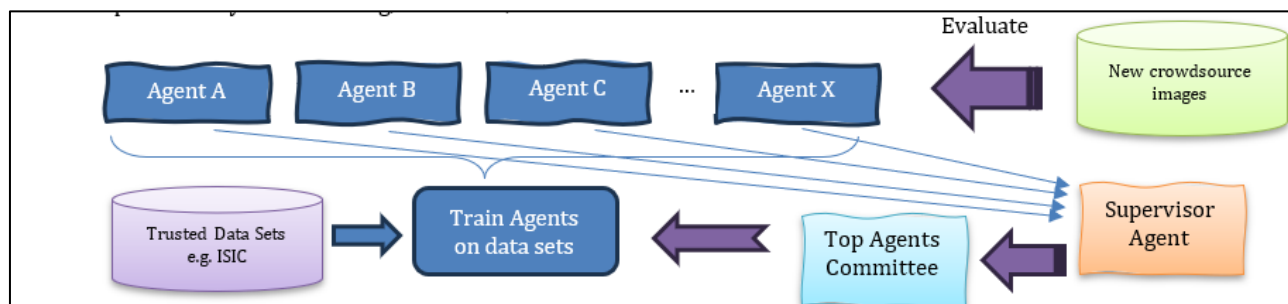 Evaluate
Agent A
Agent B
Agent C
...
Agent X
New crowdsource
images
Trusted Data Sets
e.g. ISIC
Train Agents
on data sets
Top Agents
Committee
Supervisor
Agent